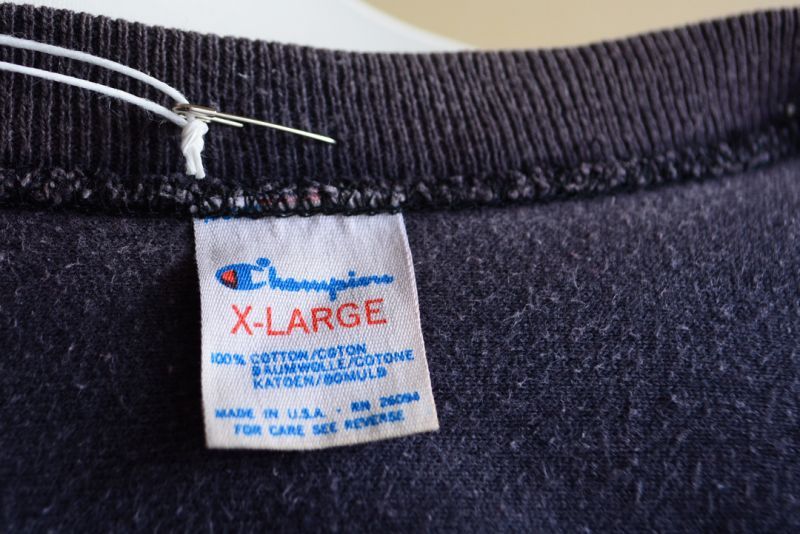 Champion
X-LARGE
100% COTTON/COTON
BAUMWOLLE/COTONE
KATOEN/BOMULD
MADE IN U.S.A. · RN 26094
FOR CARE SEE REVERSE